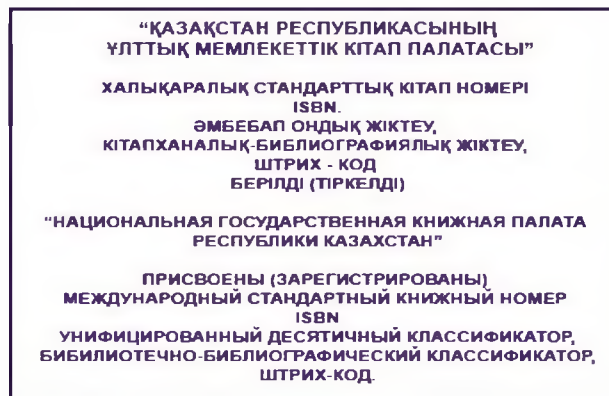 “ҚАЗАҚСТАН РЕСПУБЛИКАСЫНЫҢ
ҰЛТТЫҚ МЕМЛЕКЕТТІК КІТАП ПАЛАТАСЫ”
ХАЛЫҚАРАЛЫҚ СТАНДАРТТЫҚ КІТАП НОМЕРІ
ISBN.
ӘМБЕБАП ОНДЫҚ ЖІКТЕУ,
КІТАПХАНАЛЫҚ-БИБЛИОГРАФИЯЛЫҚ ЖІКТЕУ,
ШТРИХ - КОД
БЕРІЛДІ (ТІРКЕЛДІ)
“НАЦИОНАЛЬНАЯ ГОСУДАРСТВЕННАЯ КНИЖНАЯ ПАЛАТА
РЕСПУБЛИКИ КАЗАХСТАН”
ПРИСВОЕНЫ (ЗАРЕГИСТРИРОВАНЫ)
МЕЖДУНАРОДНЫЙ СТАНДАРТНЫЙ КНИЖНЫЙ НОМЕР
ISBN
УНИФИЦИРОВАННЫЙ ДЕСЯТИЧНЫЙ КЛАССИФИКАТОР,
БИБИЛИОТЕЧНО-БИБЛИОГРАФИЧЕСКИЙ КЛАССИФИКАТОР,
ШТРИХ-КОД.